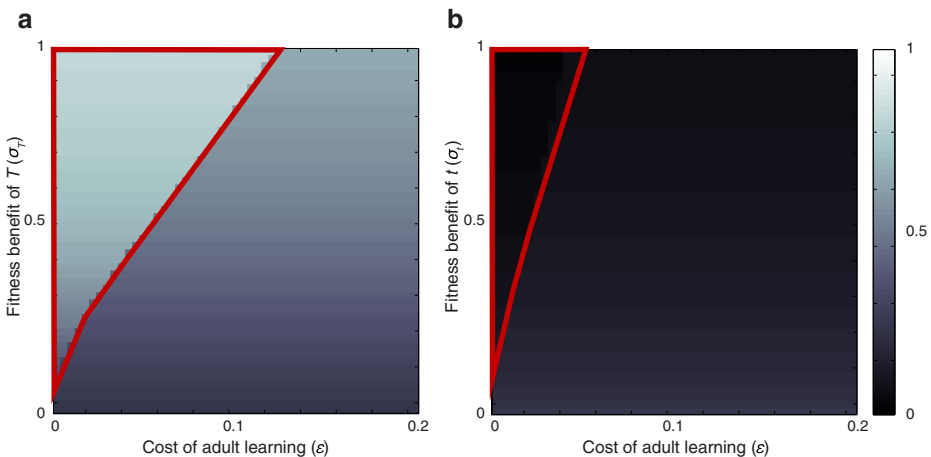 a
Fitness benefit of T (σT)
1
0.5
0
0
0.1
0.2
Cost of adult learning (ε)
b
Fitness benefit of t (σt)
1
0.5
0
0
0.1
0.2
Cost of adult learning (ε)
1
0.5
0